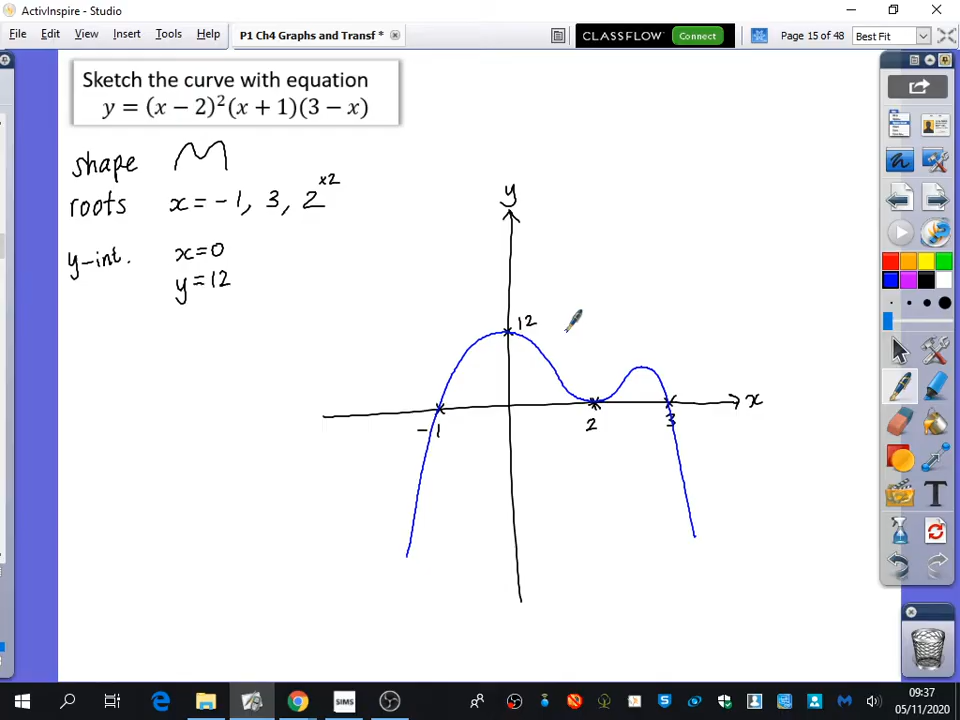 ActivInspire - Studio
File Edit View Insert Tools Help
P1 Ch4 Graphs and Transf *
CLASSFLOW Connect
Page 15 of 48
Best Fit
Sketch the curve with equation
y = (x − 2)²(x + 1)(3 − x)
shape
roots x = -1, 3, 2 ×2
y-int. x=0
y=12
y
12
x
-1
2
3
T
SIMS
S
09:37
05/11/2020